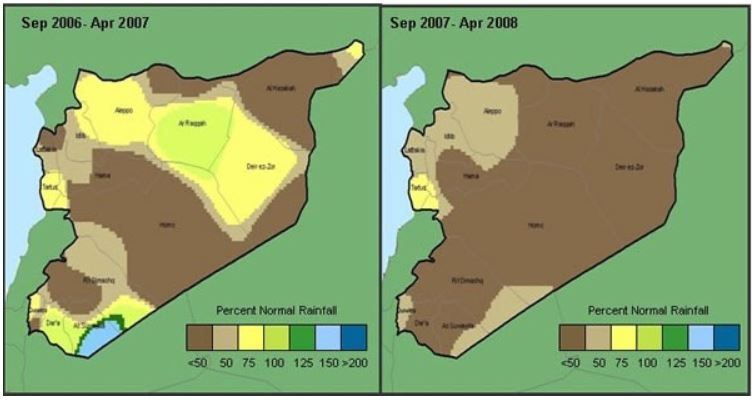 Sep 2006- Apr 2007
Al Hasakah
Aleppo
Ar Raqqah
Idlib
Lattakia
Deir ez-Zor
Tartus
Hama
Homs
Rif Dimashq
Dar'a
As Suweida
Percent Normal Rainfall
<50 50 75 100 125 150 >200
Sep 2007- Apr 2008
Al Hasakah
Aleppo
Ar Raqqah
Idlib
Lattakia
Deir ez-Zor
Tartus
Hama
Homs
Rif Dimashq
Dar'a
As Suweida
Percent Normal Rainfall
<50 50 75 100 125 150 >200